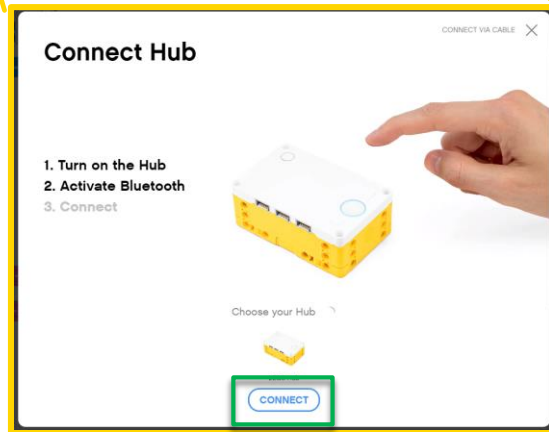 CONNECT VIA CABLE
Connect Hub
1. Turn on the Hub
2. Activate Bluetooth
3. Connect
Choose your Hub
CONNECT